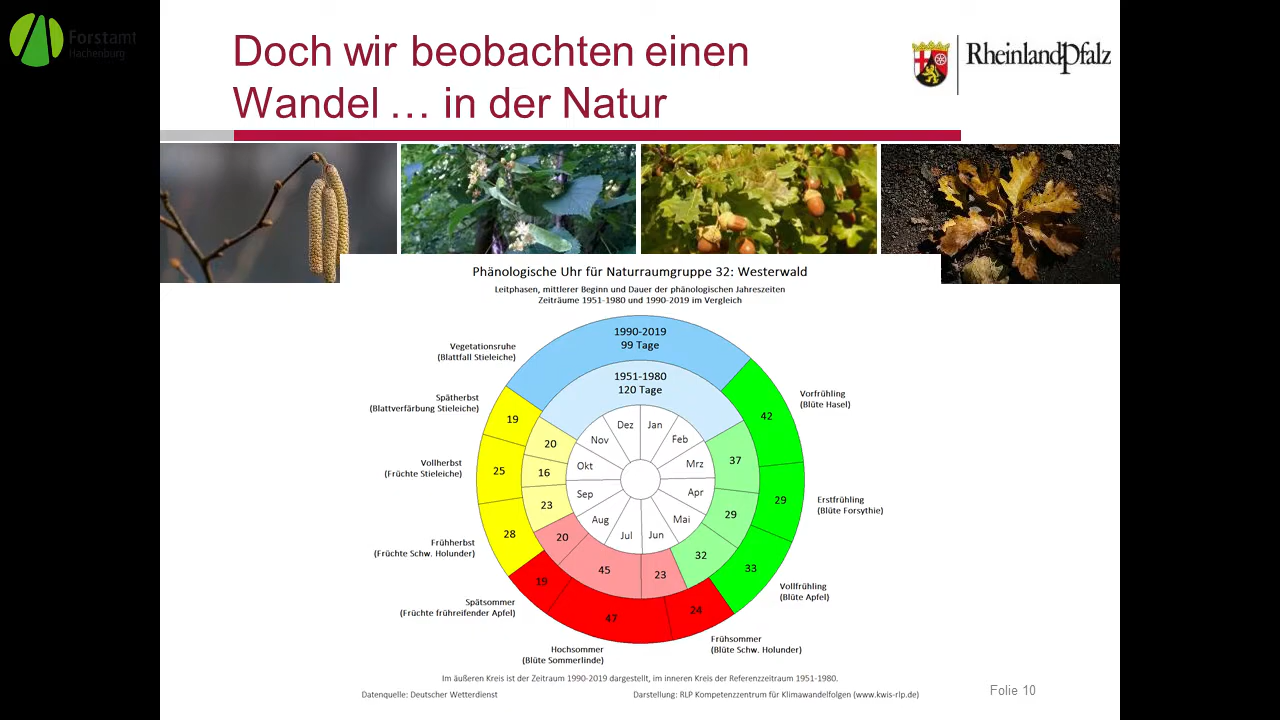 Forstamt
Hachenburg
Doch wir beobachten einen
Wandel … in der Natur
RheinlandPfalz
Phänologische Uhr für Naturraumgruppe 32: Westerwald
Leitphasen, mittlerer Beginn und Dauer der phänologischen Jahreszeiten
Zeiträume 1951-1980 und 1990-2019 im Vergleich
1990-2019
99 Tage
1951-1980
120 Tage
Vegetationsruhe
(Blattfall Stieleiche)
Vorfrühling
(Blüte Hasel)
Spätherbst
(Blattverfärbung Stieleiche)
Vollherbst
(Früchte Stieleiche)
Erstfrühling
(Blüte Forsythie)
Frühherbst
(Früchte Schw. Holunder)
Vollfrühling
(Blüte Apfel)
Spätsommer
(Früchte frühreifender Apfel)
Frühsommer
(Blüte Schw. Holunder)
Hochsommer
(Blüte Sommerlinde)
42
29
33
24
47
19
28
25
19
37
29
32
23
45
20
23
16
20
Jan
Feb
Mrz
Apr
Mai
Jun
Jul
Aug
Sep
Okt
Nov
Dez
Im äußeren Kreis ist der Zeitraum 1990-2019 dargestellt, im inneren Kreis der Referenzzeitraum 1951-1980.
Datenquelle: Deutscher Wetterdienst
Darstellung: RLP Kompetenzzentrum für Klimawandelfolgen (www.kwis-rlp.de)
Folie 10